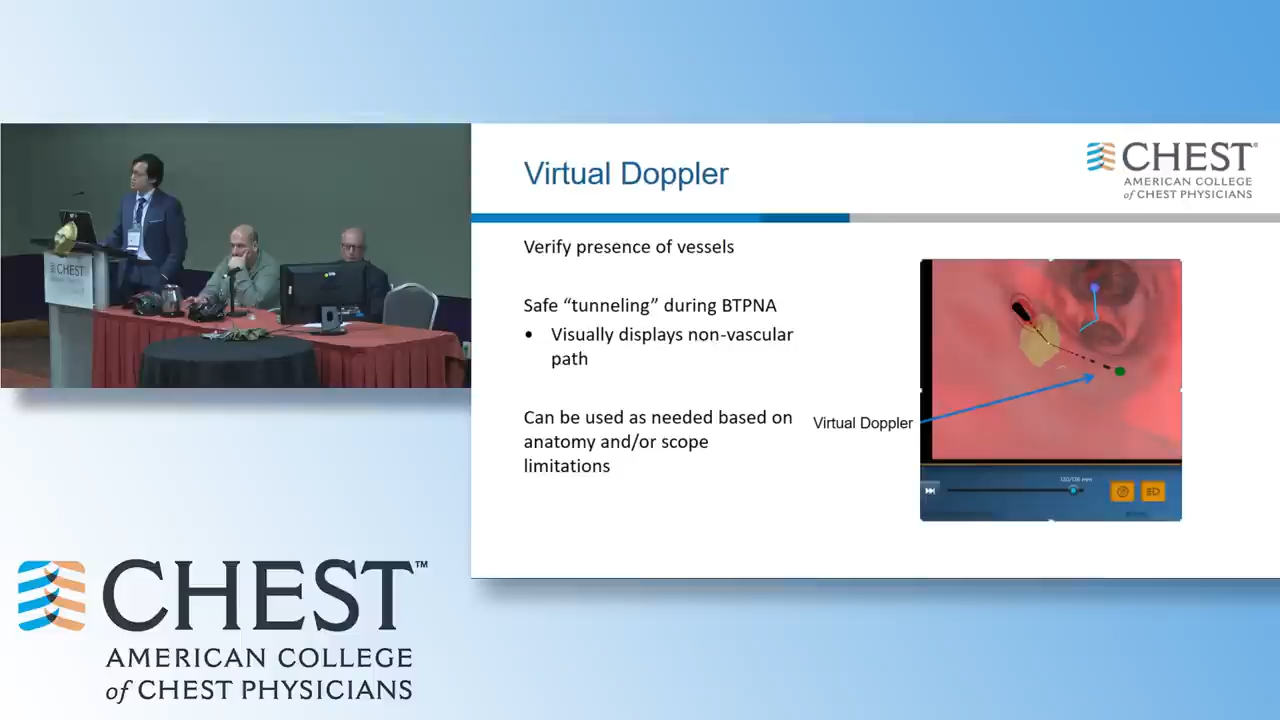 Virtual Doppler
CHEST
AMERICAN COLLEGE
of CHEST PHYSICIANS
Verify presence of vessels
Safe “tunneling” during BTPNA
• Visually displays non-vascular
path
Can be used as needed based on
anatomy and/or scope
limitations
Virtual Doppler
CHEST
CHEST™
AMERICAN COLLEGE
of CHEST PHYSICIANS